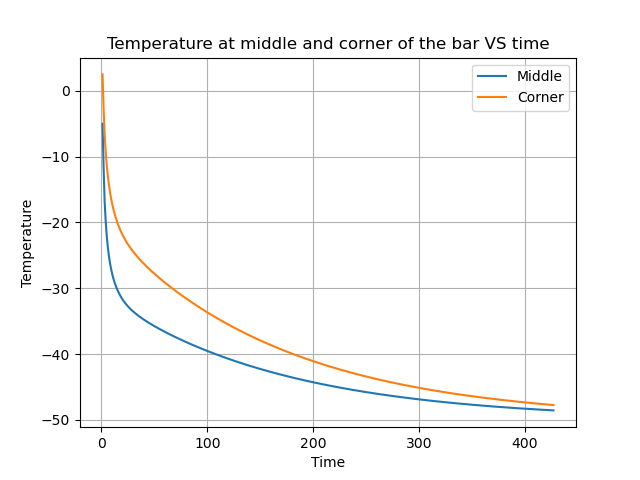 Temperature at middle and corner of the bar VS time
Middle
Corner
0
−10
−20
−30
−40
−50
Temperature
0 100 200 300 400
Time